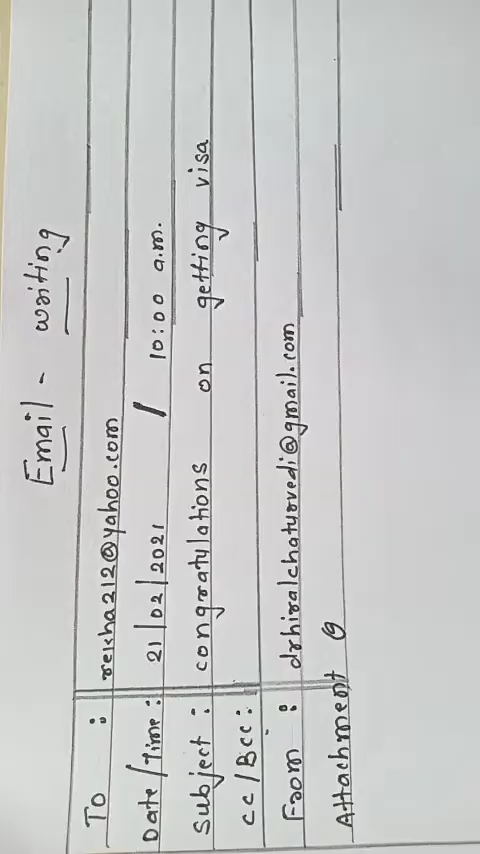 Email - writing
To : rekha212@yahoo.com
Date/Time : 21/02/2021 / 10:00 a.m.
Subject : congratulations on getting visa
cc/Bcc :
From : drhiralchaturvedi@gmail.com
Attachment